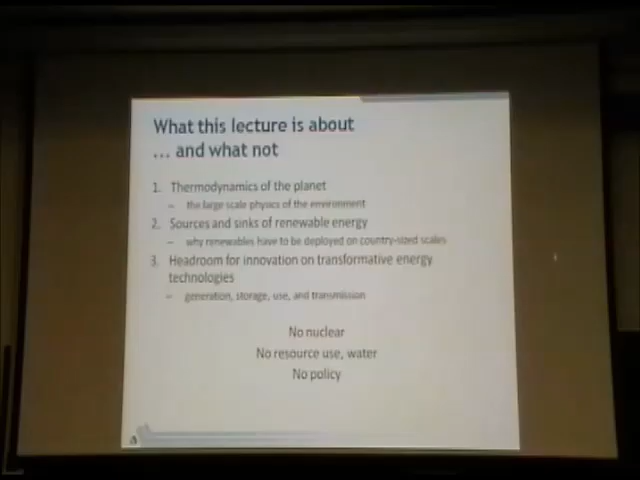 What this lecture is about
... and what not
1. Thermodynamics of the planet
– the large scale physics of the environment
2. Sources and sinks of renewable energy
– why renewables have to be deployed on country-sized scales
3. Headroom for innovation on transformative energy
technologies
– generation, storage, use, and transmission
No nuclear
No resource use, water
No policy